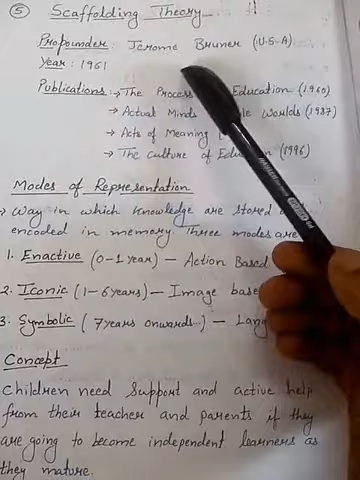 5 Scaffolding Theory
Propounder: Jerome Bruner (U.S.A)
Year: 1961
Publications: → The Process Education (1960)
→ Actual Minds le Worlds (1987)
→ Acts of Meaning
→ The Culture of Edu n (1996)
Modes of Representation
→ Way in which knowledge are stored
encoded in memory. Three modes are
1. Enactive (0-1 year) — Action Based
2. Iconic (1-6 years) — Image base
3. Symbolic (7 years onwards...) — Lang
Concept
Children need support and active help
from their teacher and parents if they
are going to become independent learners as
they mature.